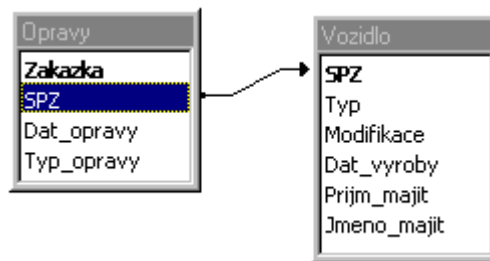 Opravy
Zakazka
SPZ
Dat_opravy
Typ_opravy
Vozidlo
SPZ
Typ
Modifikace
Dat_vyroby
Prijm_majit
Jmeno_majit